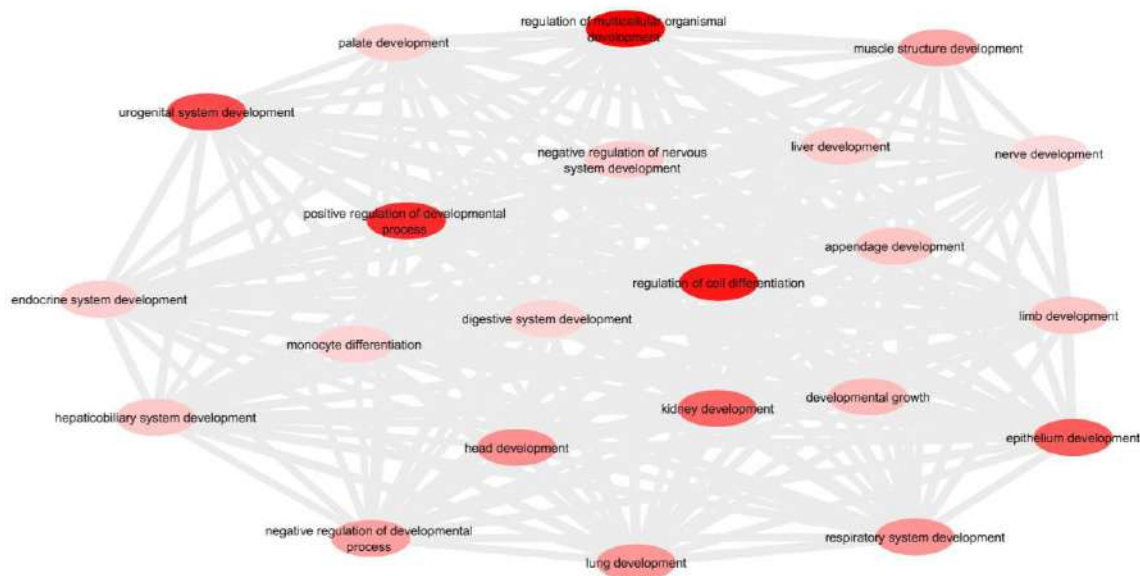 regulation of multicellular organismal
development
palate development
muscle structure development
urogenital system development
negative regulation of nervous
system development
liver development
nerve development
positive regulation of developmental
process
appendage development
regulation of cell differentiation
endocrine system development
digestive system development
limb development
monocyte differentiation
hepaticobiliary system development
kidney development
developmental growth
head development
epithelium development
negative regulation of developmental
process
lung development
respiratory system development